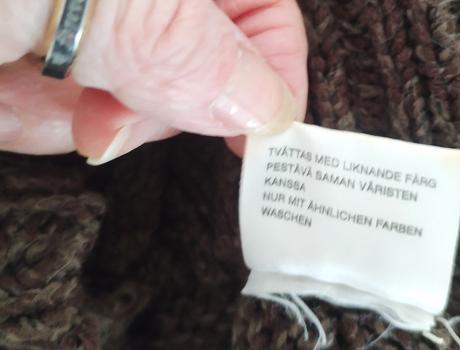 TVÄTTAS MED LIKNANDE FÄRG
PESTÄVÄ SAMAN VÄRISTEN
KANSSA
NUR MIT ÄHNLICHEN FARBEN
WASCHEN